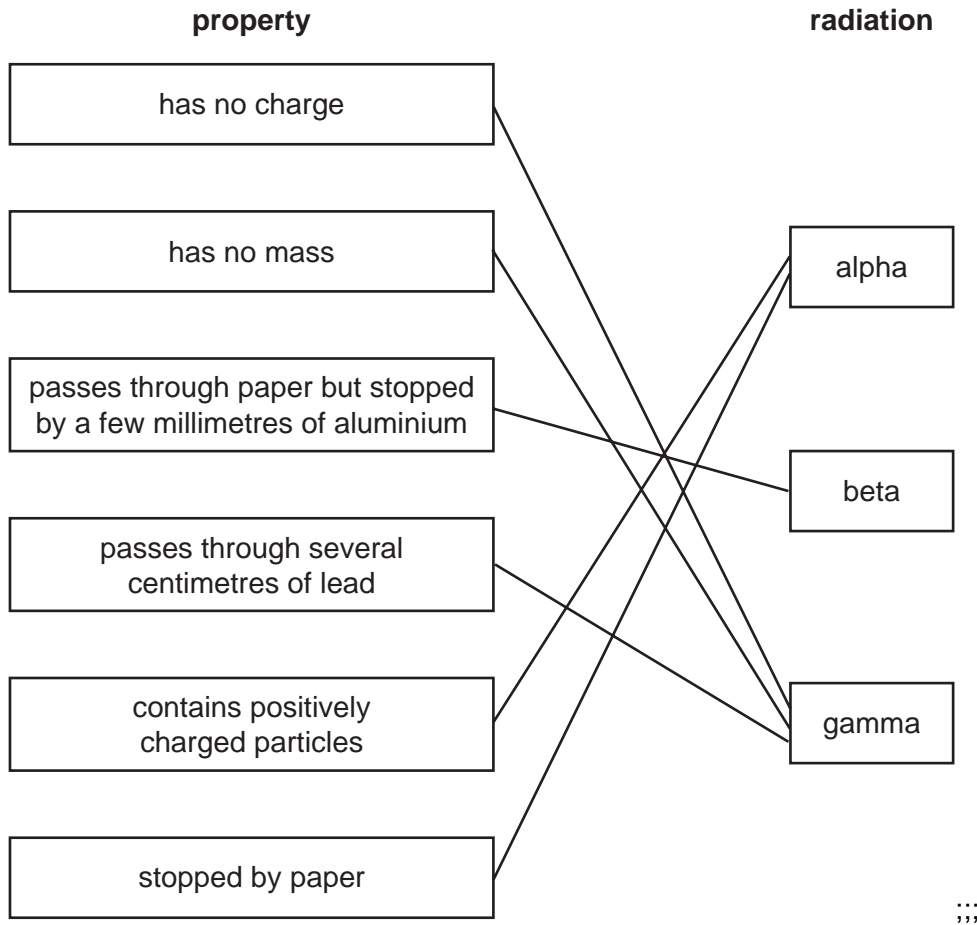 property
radiation
has no charge
has no mass
passes through paper but stopped
by a few millimetres of aluminium
passes through several
centimetres of lead
contains positively
charged particles
stopped by paper
alpha
beta
gamma
;;;